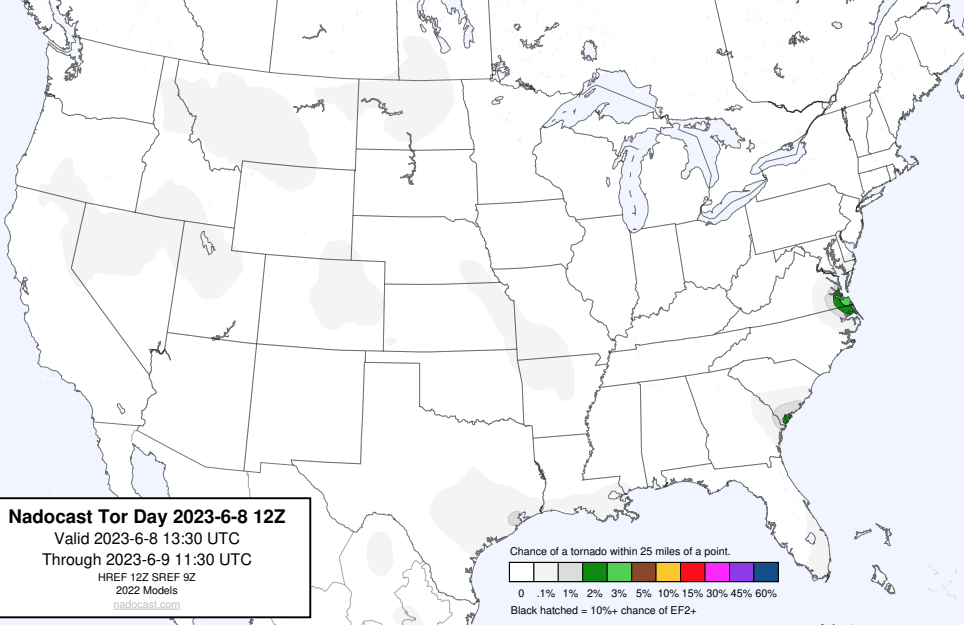 Nadocast Tor Day 2023-6-8 12Z
Valid 2023-6-8 13:30 UTC
Through 2023-6-9 11:30 UTC
HREF 12Z SREF 9Z
2022 Models
nadocast.com
Chance of a tornado within 25 miles of a point.
0 .1% 1% 2% 3% 5% 10% 15% 30% 45% 60%
Black hatched = 10%+ chance of EF2+